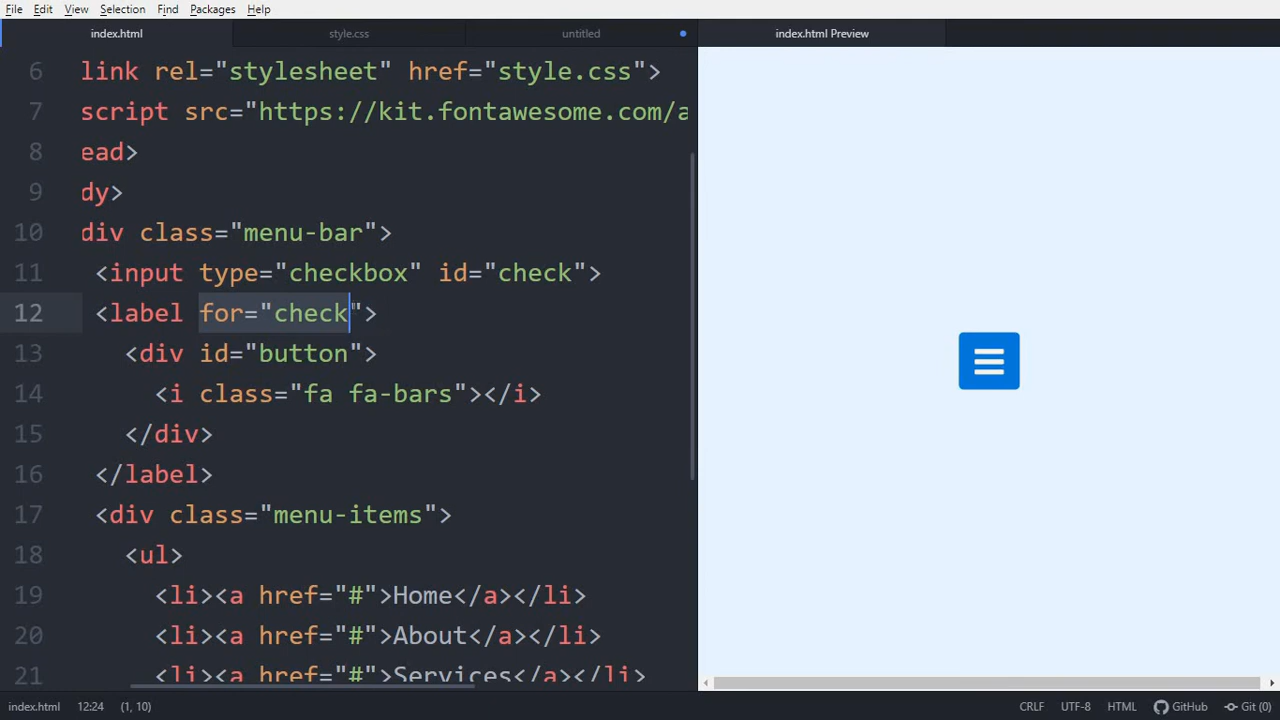 File Edit View Selection Find Packages Help
index.html style.css untitled index.html Preview
6 link rel="stylesheet" href="style.css">
7 script src="https://kit.fontawesome.com/a
8 ead>
9 dy>
10 div class="menu-bar">
11 <input type="checkbox" id="check">
12 <label for="check">
13 <div id="button">
14 <i class="fa fa-bars"></i>
15 </div>
16 </label>
17 <div class="menu-items">
18 <ul>
19 <li><a href="#">Home</a></li>
20 <li><a href="#">About</a></li>
21 <li><a href="#">Services</a></li>
index.html 12:24 (1, 10) CRLF UTF-8 HTML GitHub Git (0)